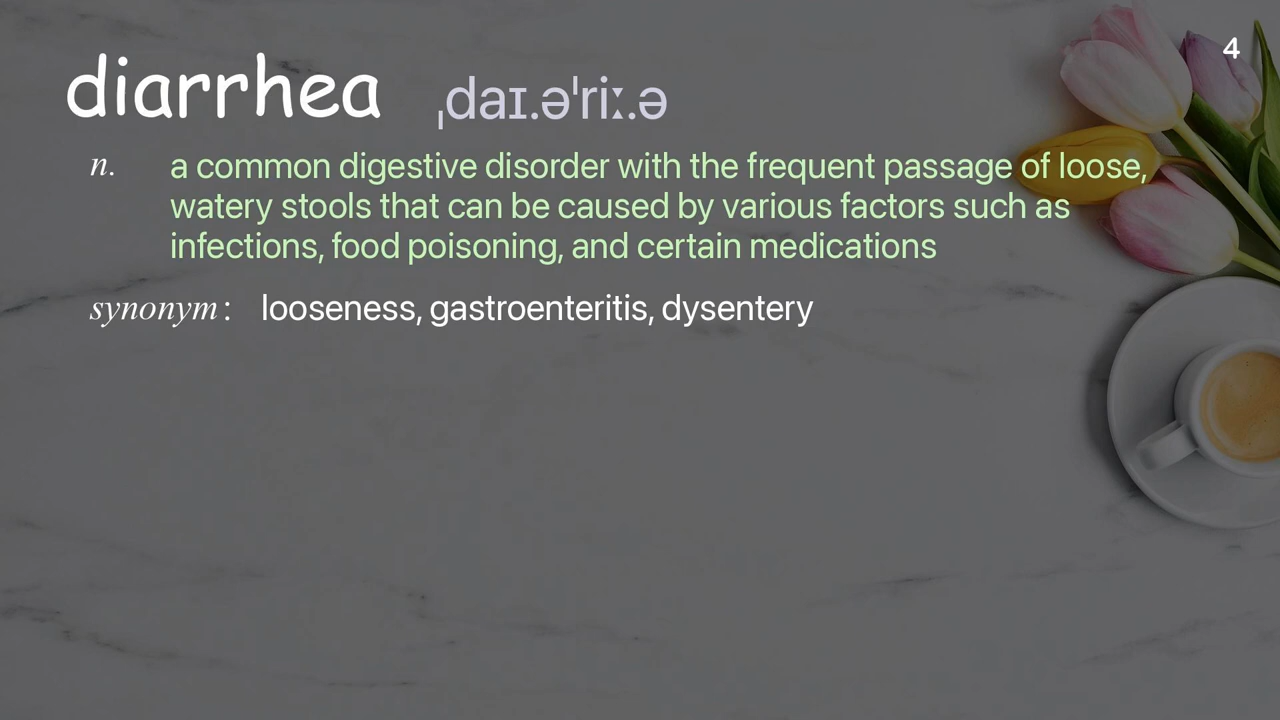 4
diarrhea ˌdaɪ.əˈriː.ə
n. a common digestive disorder with the frequent passage of loose,
watery stools that can be caused by various factors such as
infections, food poisoning, and certain medications
synonym: looseness, gastroenteritis, dysentery